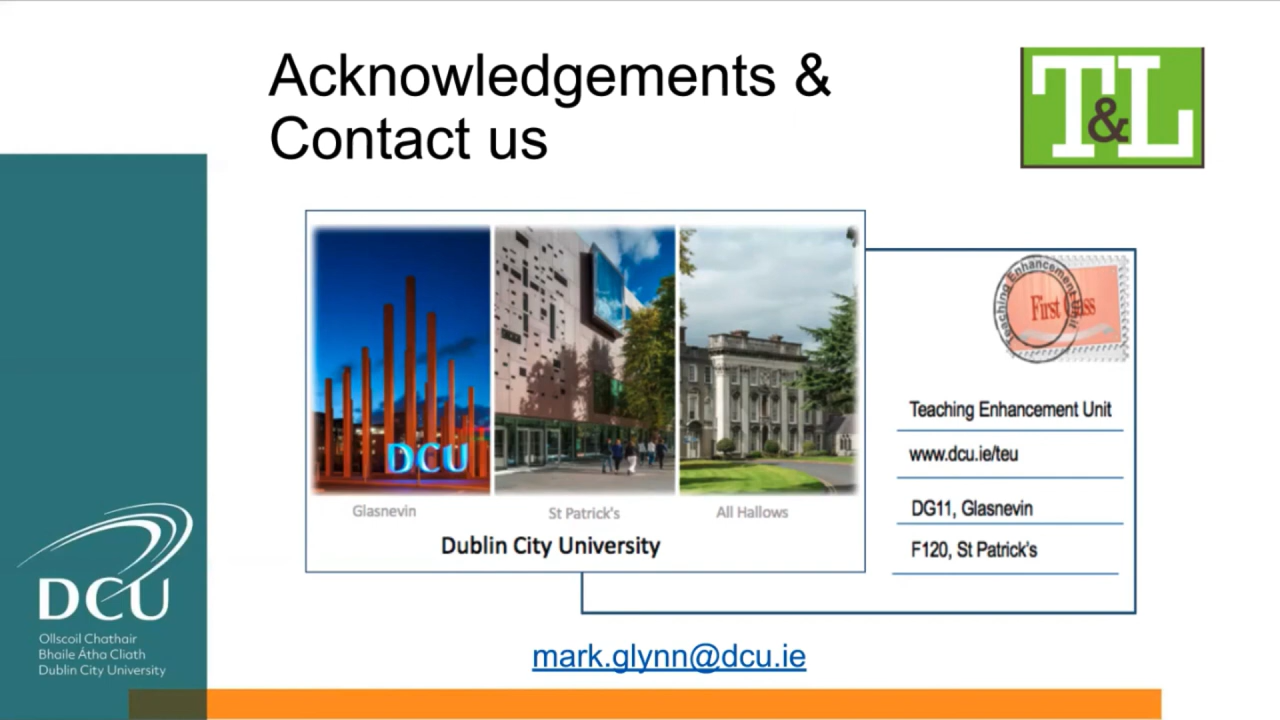 Acknowledgements &
Contact us
T&L
Teaching Enhancement Unit
First Class
DCU
Glasnevin
St Patrick's
All Hallows
Dublin City University
Teaching Enhancement Unit
www.dcu.ie/teu
DG11, Glasnevin
F120, St Patrick's
DCU
Ollscoil Chathair
Bhaile Átha Cliath
Dublin City University
mark.glynn@dcu.ie